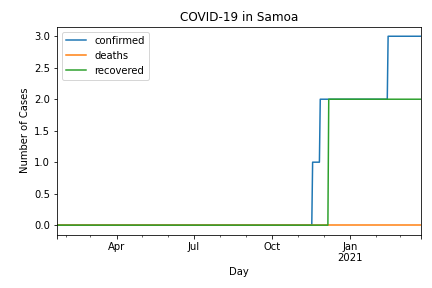 COVID-19 in Samoa
confirmed
deaths
recovered
3.0
2.5
2.0
1.5
1.0
0.5
0.0
Number of Cases
Apr
Jul
Oct
Jan
2021
Day